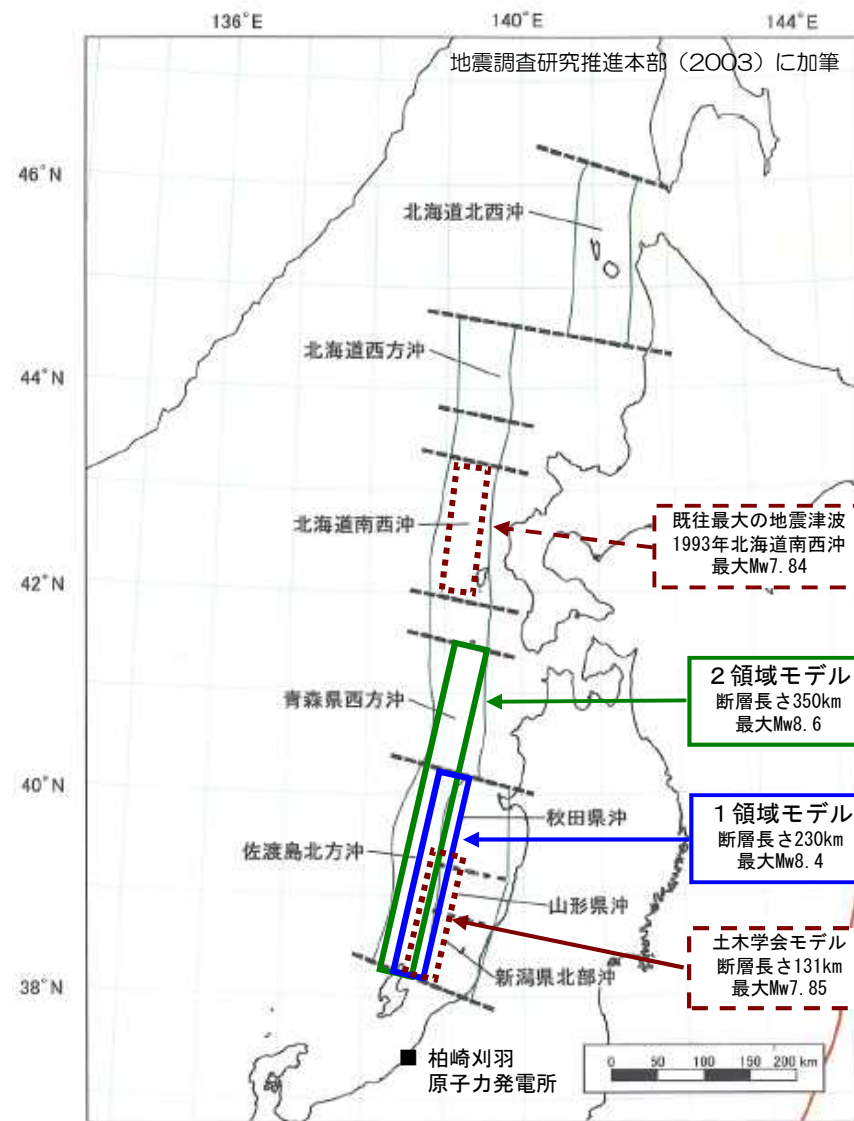 136°E
140°E
144°E
地震調査研究推進本部（2003）に加筆
46°N
北海道北西沖
北海道西方沖
44°N
北海道南西沖
既往最大の地震津波
1993年北海道南西沖
最大Mw7.84
42°N
２領域モデル
断層長さ350km
最大Mw8.6
青森県西方沖
40°N
１領域モデル
断層長さ230km
最大Mw8.4
秋田県沖
佐渡島北方沖
山形県沖
土木学会モデル
断層長さ131km
最大Mw7.85
新潟県北部沖
38°N
柏崎刈羽
原子力発電所
0 50 100 150 200 km